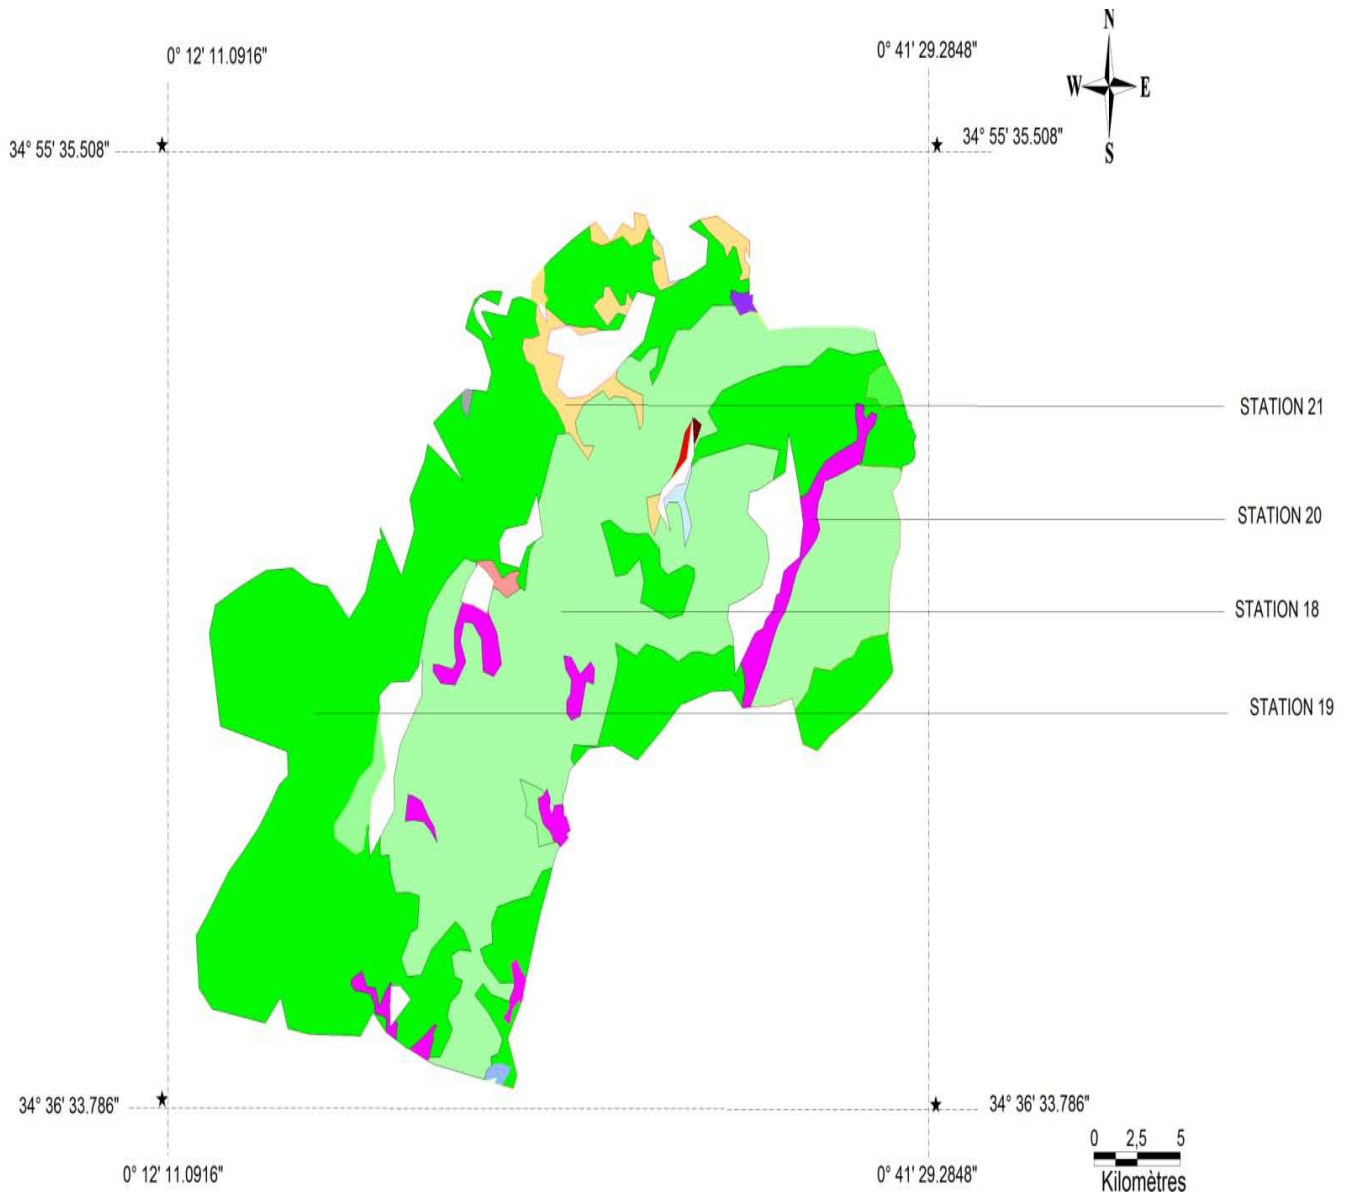 N
0° 12' 11.0916"
0° 41' 29.2848"
W E
34° 55' 35.508"
34° 55' 35.508"
S
STATION 21
STATION 20
STATION 18
STATION 19
34° 36' 33.786"
34° 36' 33.786"
0 2,5 5
0° 12' 11.0916"
0° 41' 29.2848"
Kilomètres